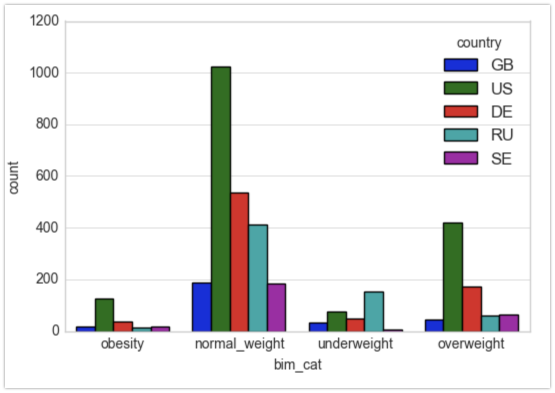 1200
1000
800
600
400
200
0
count
country
GB
US
DE
RU
SE
obesity normal_weight underweight overweight
bim_cat